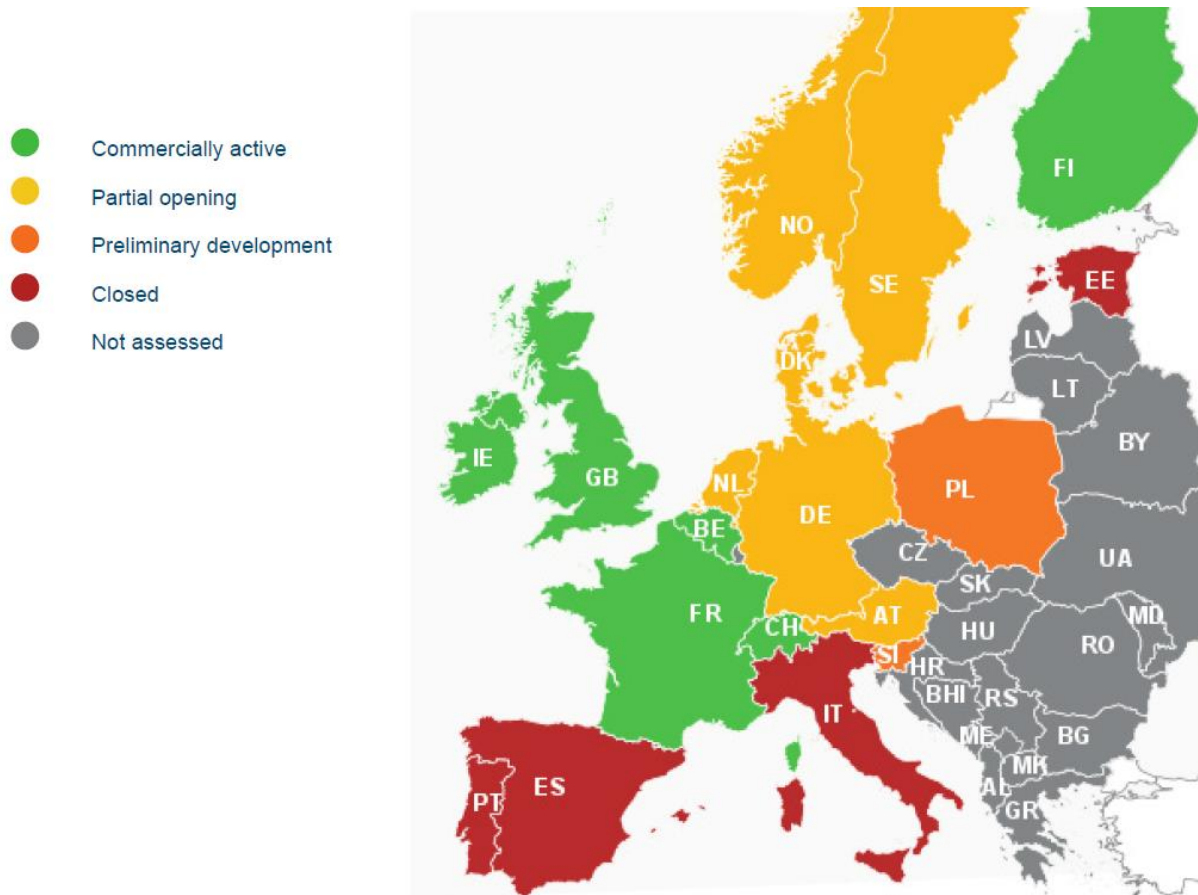 Commercially active
Partial opening
Preliminary development
Closed
Not assessed
FI
NO
SE
EE
LV
DK
LT
BY
IE
GB
NL
PL
DE
BE
CZ
UA
SK
FR
CH
AT
MD
HU
RO
SI
HR
BHI
RS
IT
ME
BG
MK
ES
PT
AL
GR